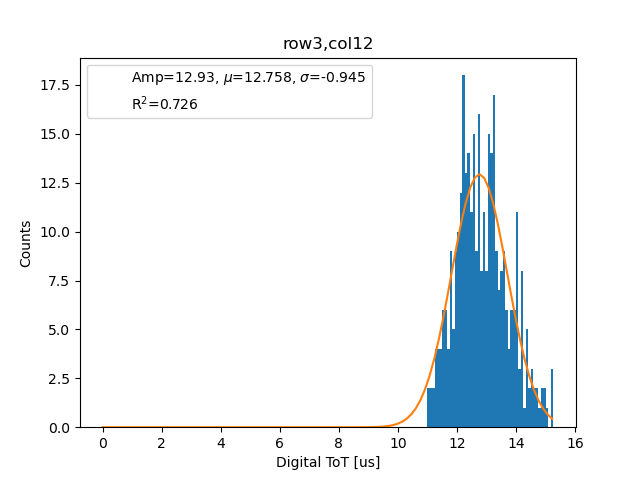 row3,col12
Amp=12.93, μ=12.758, σ=-0.945
R²=0.726
17.5
15.0
12.5
10.0
7.5
5.0
2.5
0.0
Counts
0 2 4 6 8 10 12 14 16
Digital ToT [us]